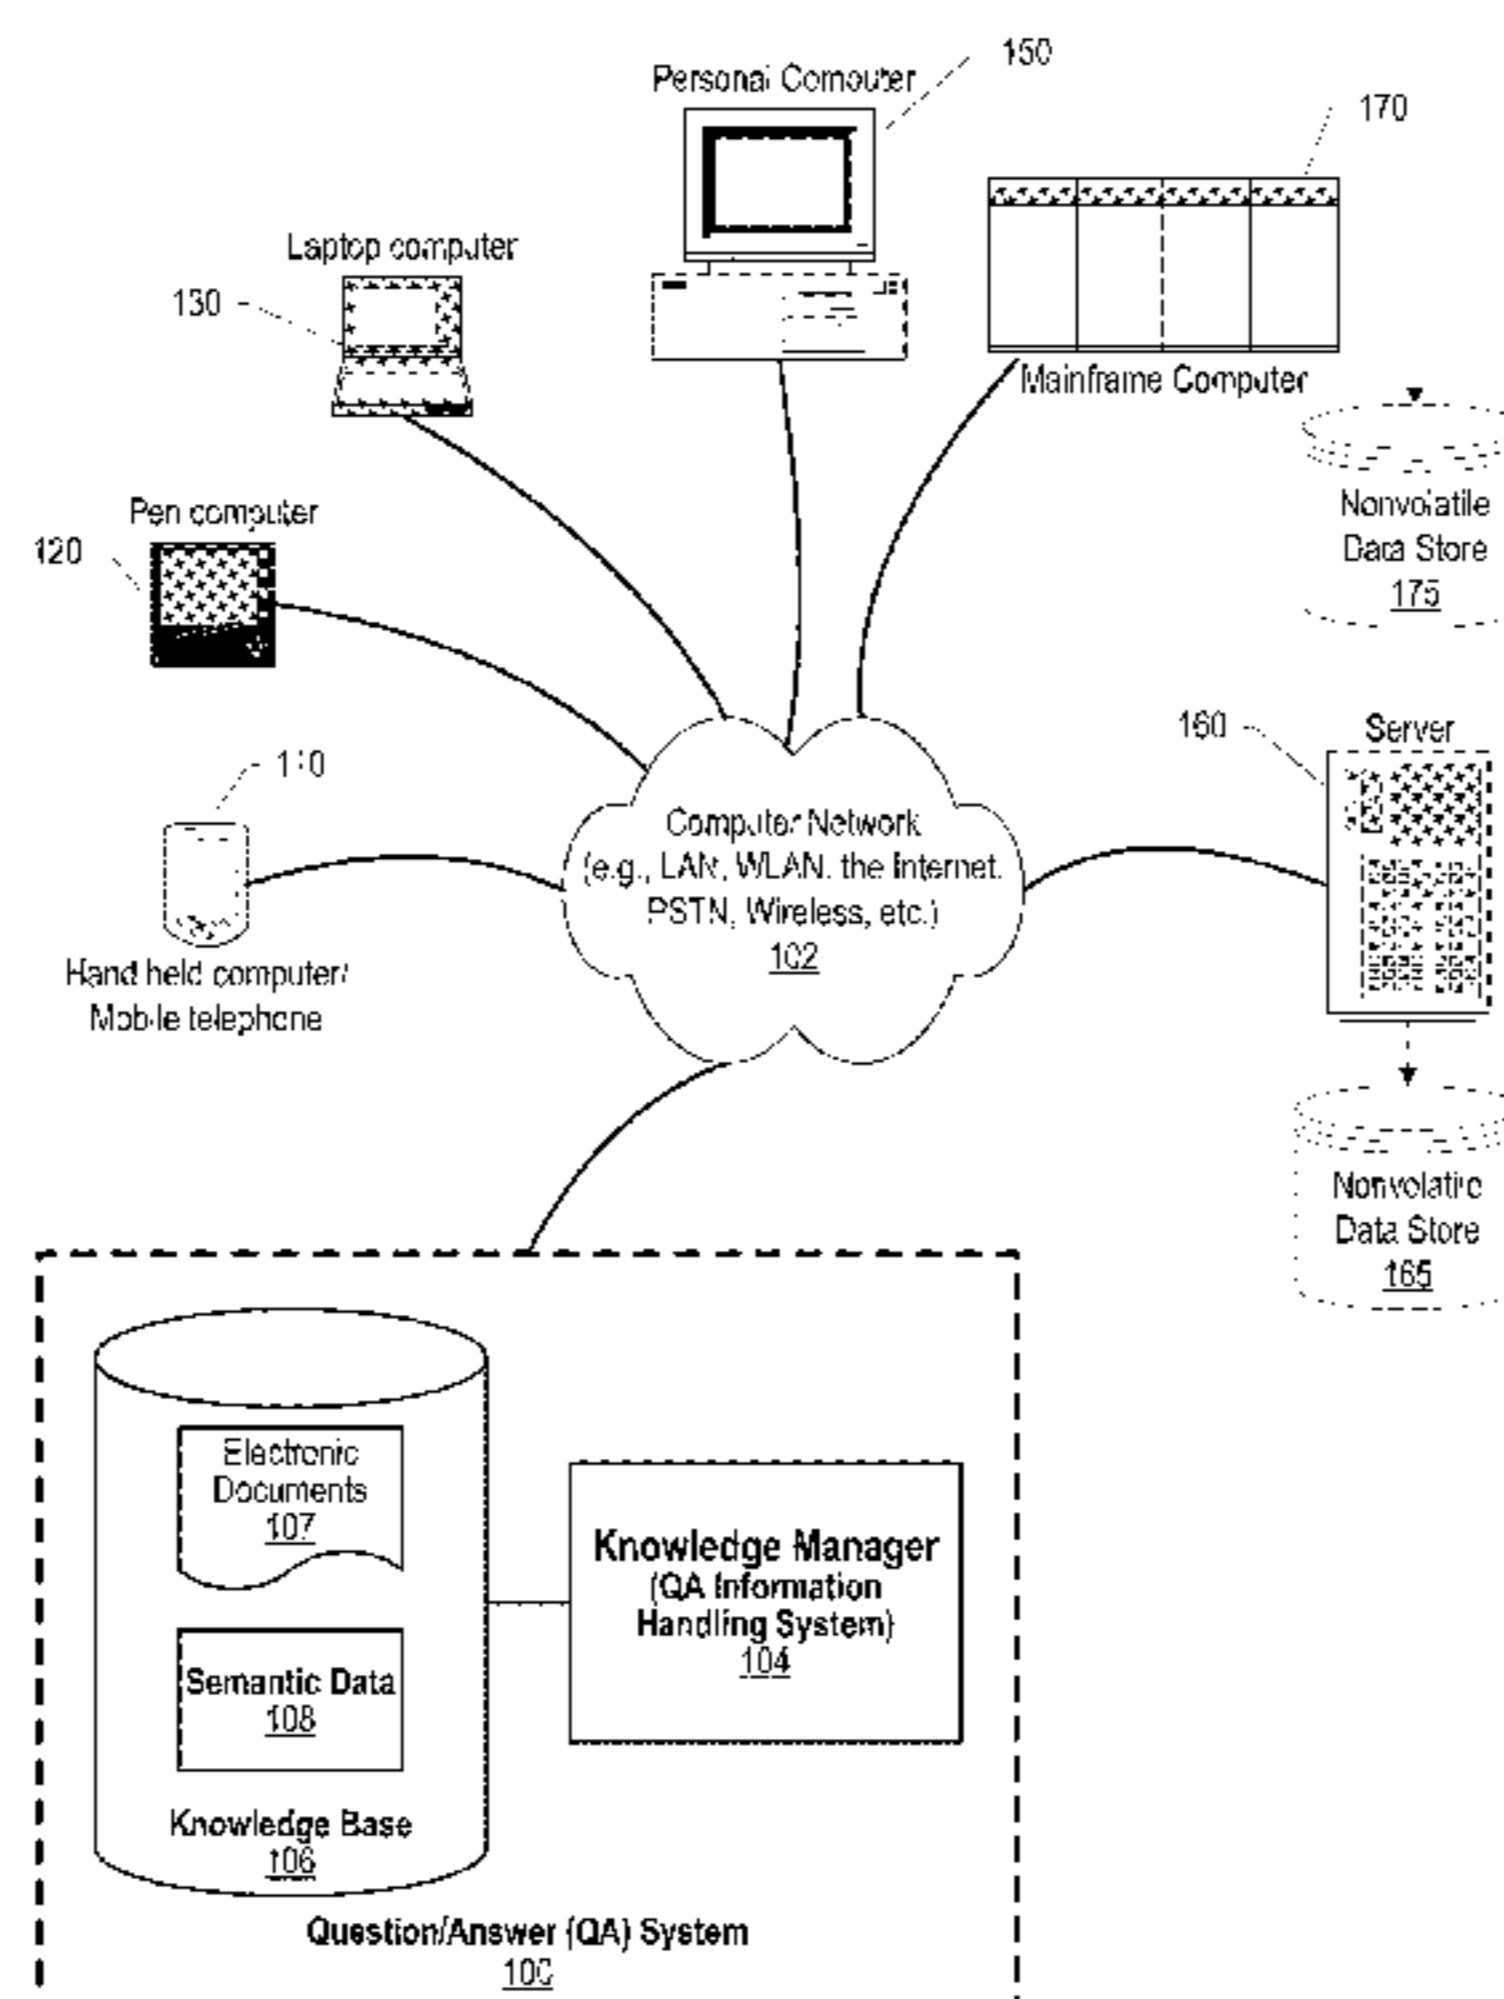 150
Personal Computer
170
Laptop computer
130
Mainframe Computer
Pen computer
120
Nonvolatile
Data Store
175
160
Server
110
Computer Network
(e.g., LAN, WLAN, the Internet,
PSTN, Wireless, etc.)
102
Hand held computer/
Mobile telephone
Nonvolatile
Data Store
165
Electronic
Documents
107
Knowledge Manager
(QA Information
Handling System)
104
Semantic Data
108
Knowledge Base
106
Question/Answer (QA) System
100